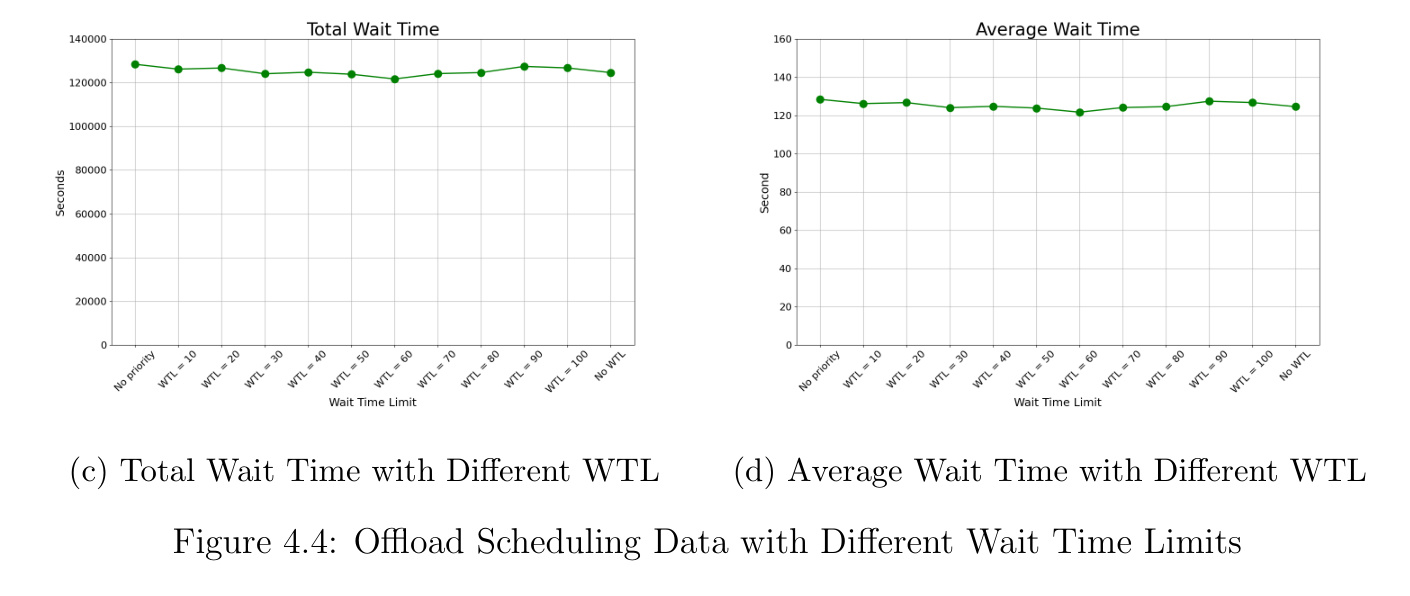 Total Wait Time
140000
120000
100000
80000
60000
40000
20000
0
Seconds
No priority
WTL = 10
WTL = 20
WTL = 30
WTL = 40
WTL = 50
WTL = 60
WTL = 70
WTL = 80
WTL = 90
WTL = 100
No WTL
Wait Time Limit
(c) Total Wait Time with Different WTL
Average Wait Time
160
140
120
100
80
60
40
20
0
Second
No priority
WTL = 10
WTL = 20
WTL = 30
WTL = 40
WTL = 50
WTL = 60
WTL = 70
WTL = 80
WTL = 90
WTL = 100
No WTL
Wait Time Limit
(d) Average Wait Time with Different WTL
Figure 4.4: Offload Scheduling Data with Different Wait Time Limits